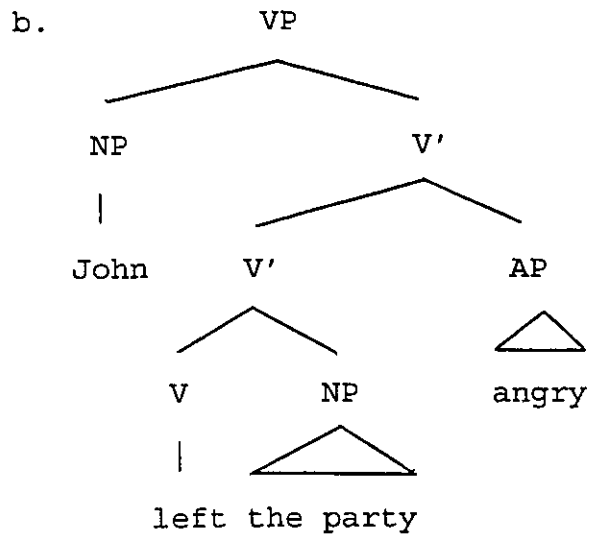 b. VP
NP V'
John V' AP
V NP angry
left the party